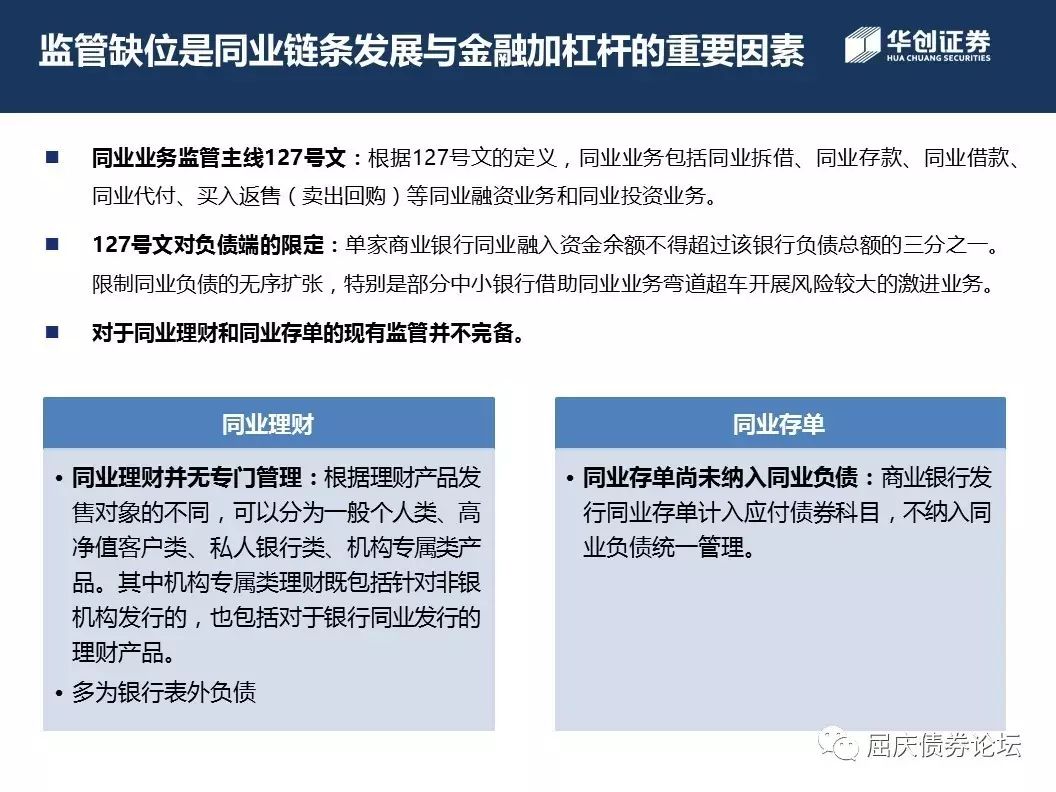 监管缺位是同业链条发展与金融加杠杆的重要因素
华创证券
HUA CHUANG SECURITIES
■ 同业业务监管主线127号文：根据127号文的定义，同业业务包括同业拆借、同业存款、同业借款、
同业代付、买入返售（卖出回购）等同业融资业务和同业投资业务。
■ 127号文对负债端的限定：单家商业银行同业融入资金余额不得超过该银行负债总额的三分之一。
限制同业负债的无序扩张，特别是部分中小银行借助同业业务弯道超车开展风险较大的激进业务。
■ 对于同业理财和同业存单的现有监管并不完备。
同业理财
• 同业理财并无专门管理：根据理财产品发
售对象的不同，可以分为一般个人类、高
净值客户类、私人银行类、机构专属类产
品。其中机构专属类理财既包括针对非银
机构发行的，也包括对于银行同业发行的
理财产品。
• 多为银行表外负债
同业存单
• 同业存单尚未纳入同业负债：商业银行发
行同业存单计入应付债券科目，不纳入同
业负债统一管理。
屈庆债券论坛